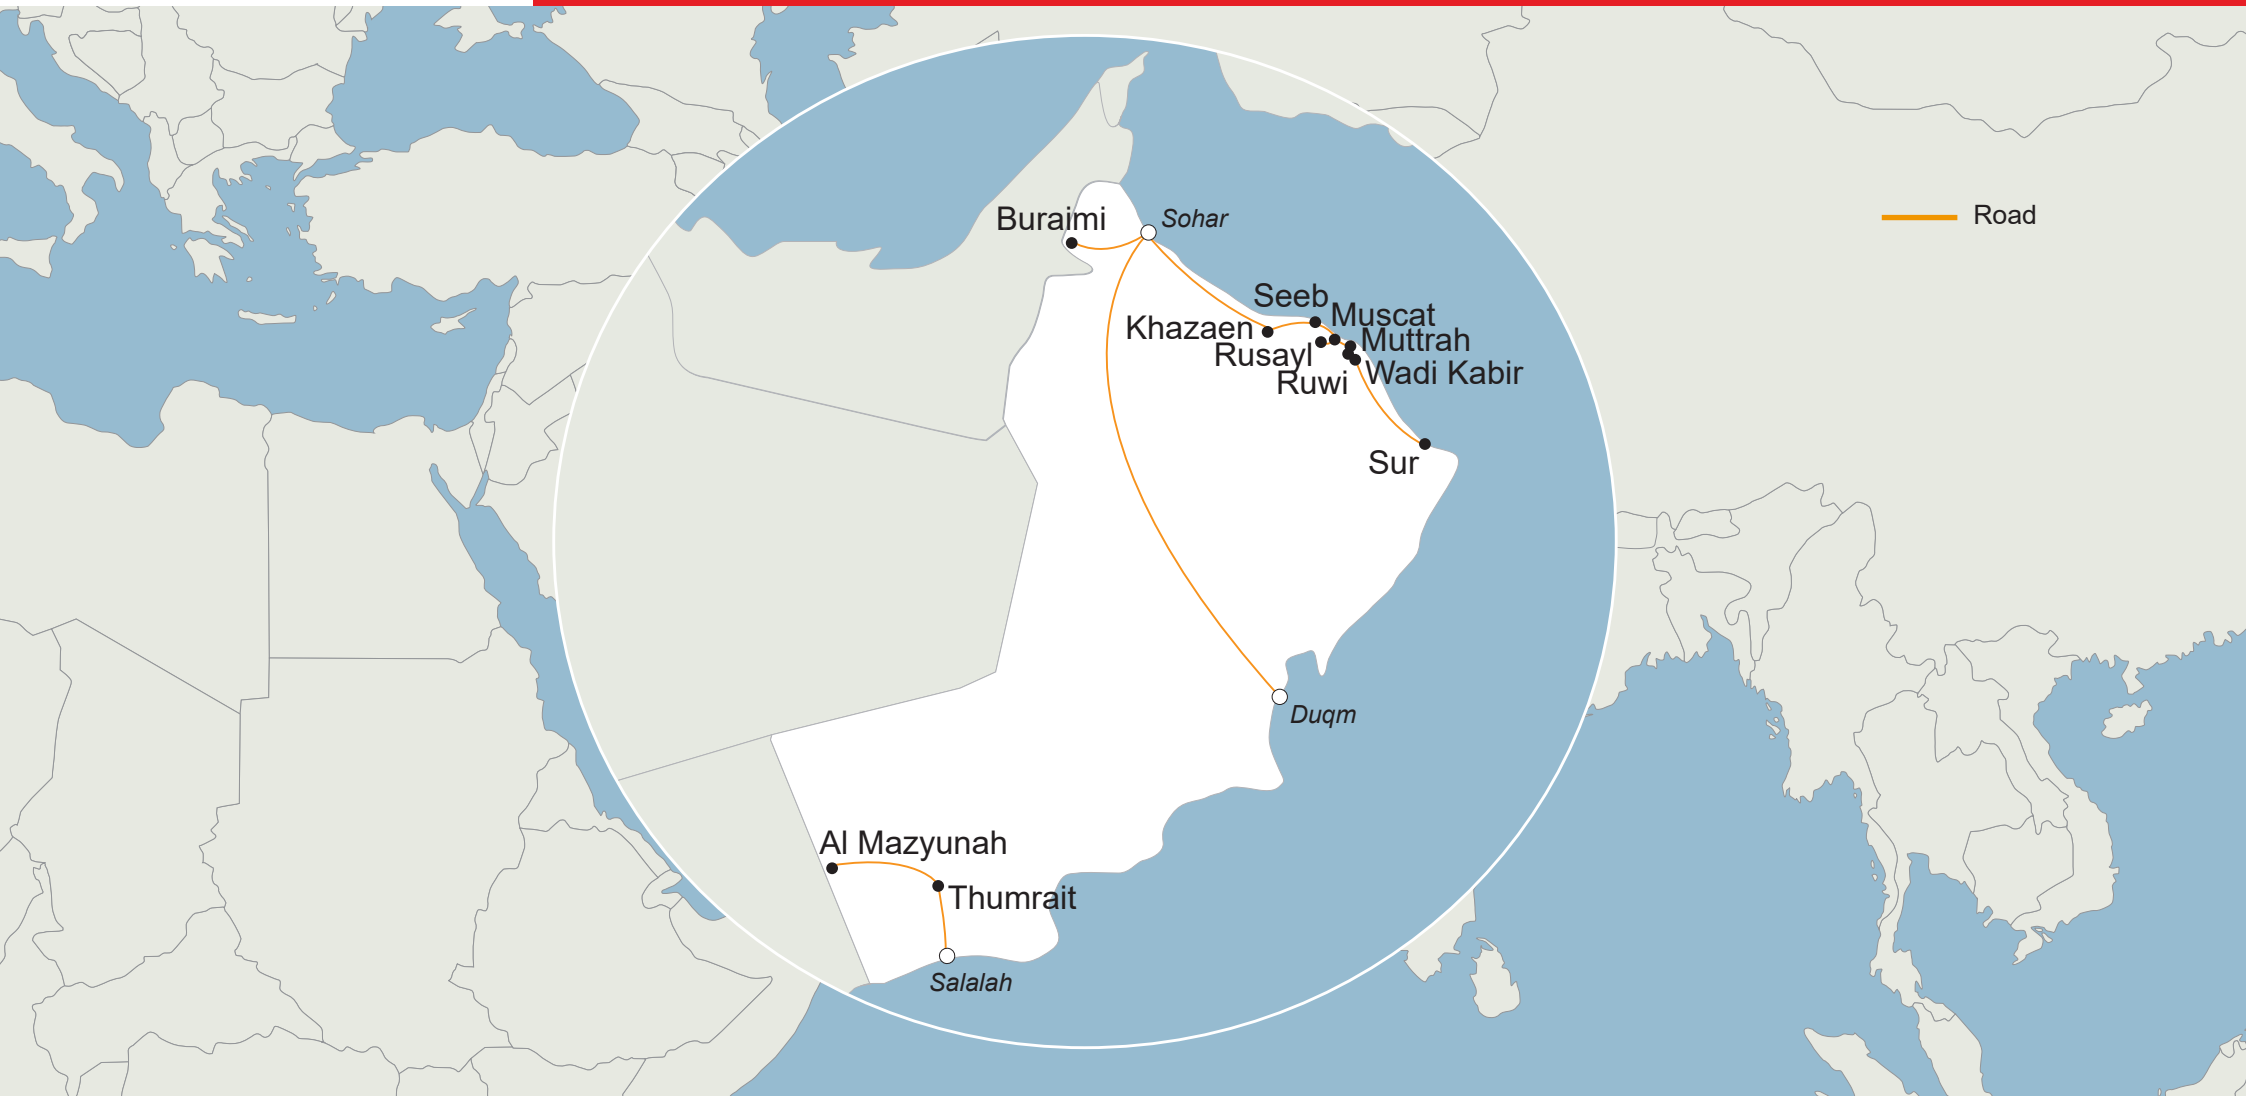 Buraimi
Sohar
Road
Seeb
Muscat
Khazaen
Muttrah
Rusayl
Wadi Kabir
Ruwi
Sur
Duqm
Al Mazyunah
Thumrait
Salalah